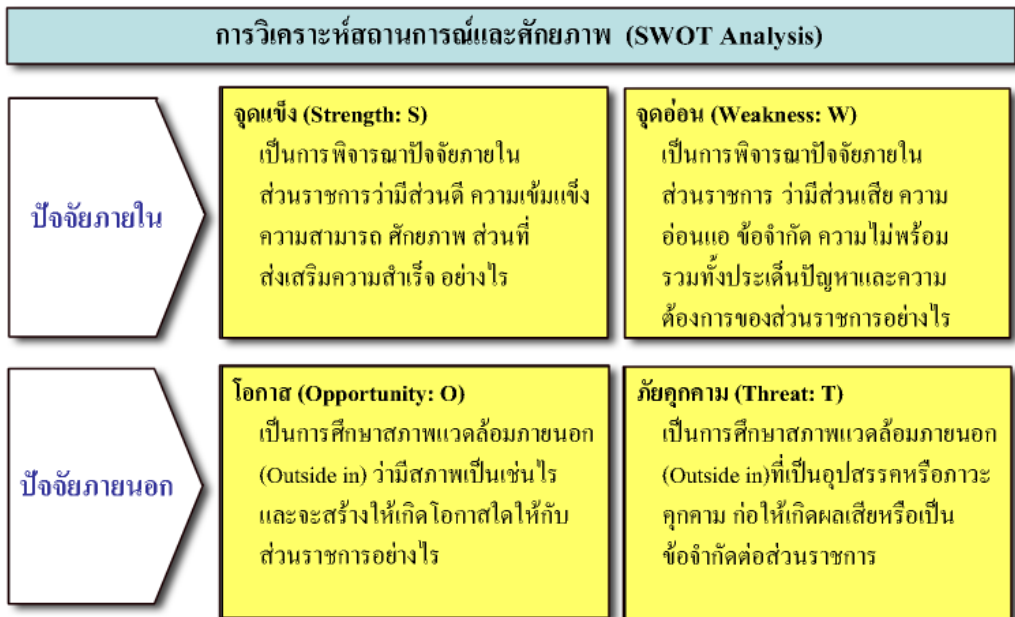 การวิเคราะห์สถานการณ์และศักยภาพ (SWOT Analysis)
ปัจจัยภายใน
จุดแข็ง (Strength: S)
เป็นการพิจารณาปัจจัยภายใน
ส่วนราชการว่ามีส่วนดี ความเข้มแข็ง
ความสามารถ ศักยภาพ ส่วนที่
ส่งเสริมความสำเร็จ อย่างไร
จุดอ่อน (Weakness: W)
เป็นการพิจารณาปัจจัยภายใน
ส่วนราชการ ว่ามีส่วนเสีย ความ
อ่อนแอ ข้อจำกัด ความไม่พร้อม
รวมทั้งประเด็นปัญหาและความ
ต้องการของส่วนราชการอย่างไร
ปัจจัยภายนอก
โอกาส (Opportunity: O)
เป็นการศึกษาสภาพแวดล้อมภายนอก
(Outside in) ว่ามีสภาพเป็นเช่นไร
และจะสร้างให้เกิดโอกาสใดให้กับ
ส่วนราชการอย่างไร
ภัยคุกคาม (Threat: T)
เป็นการศึกษาสภาพแวดล้อมภายนอก
(Outside in)ที่เป็นอุปสรรคหรือภาวะ
คุกคาม ก่อให้เกิดผลเสียหรือเป็น
ข้อจำกัดต่อส่วนราชการ